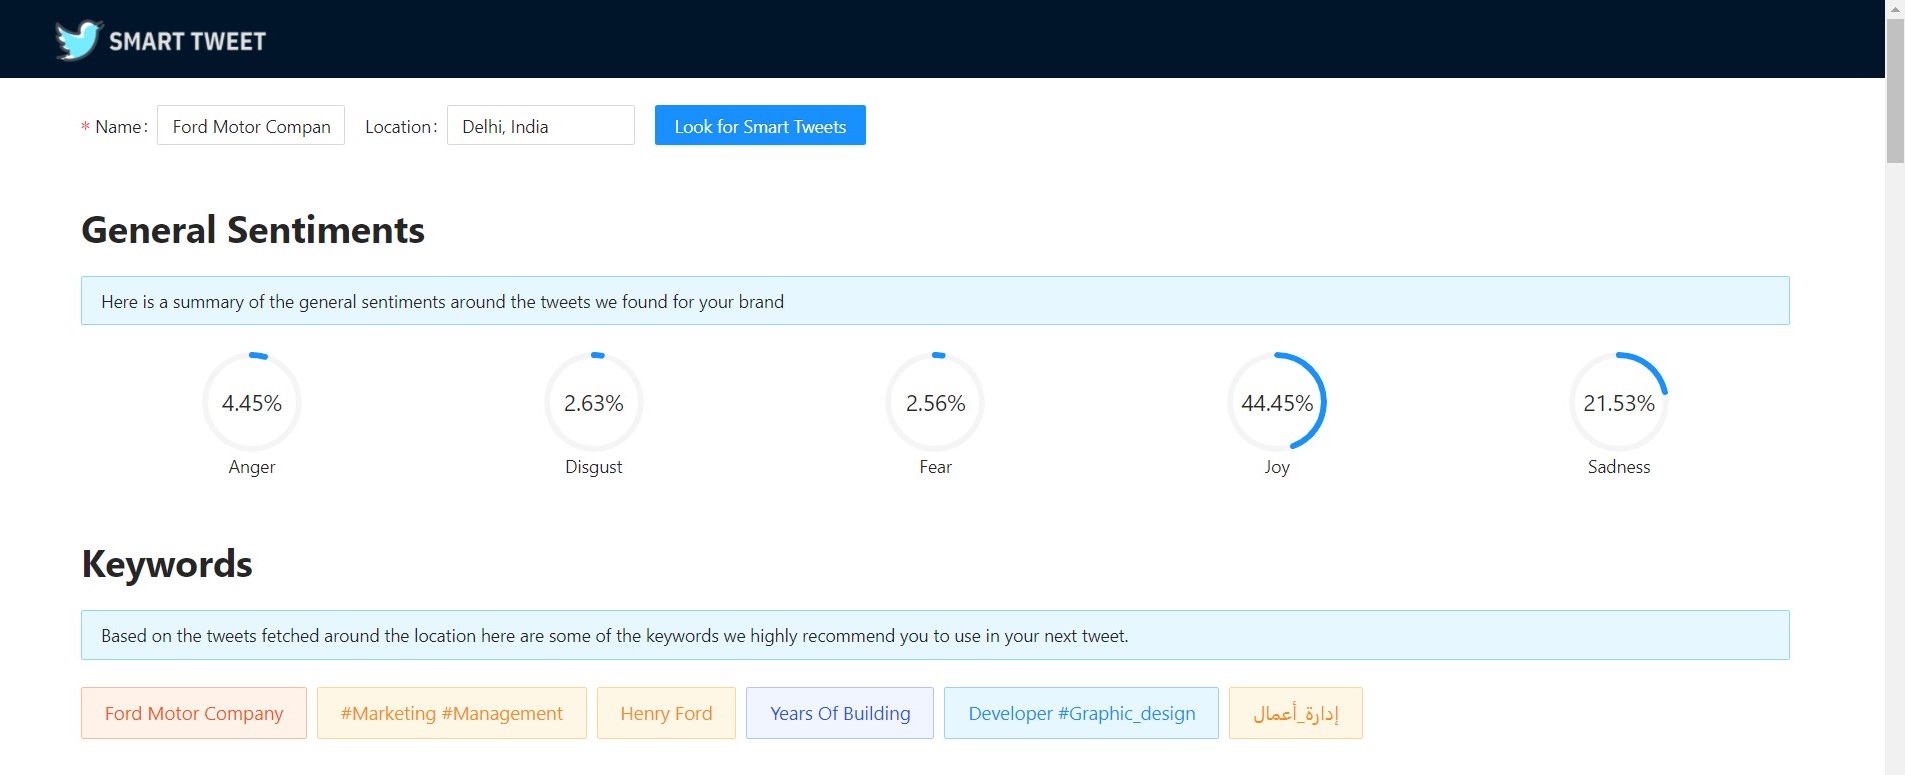 SMART TWEET
* Name: Ford Motor Compan Location: Delhi, India Look for Smart Tweets
General Sentiments
Here is a summary of the general sentiments around the tweets we found for your brand
4.45% 2.63% 2.56% 44.45% 21.53%
Anger Disgust Fear Joy Sadness
Keywords
Based on the tweets fetched around the location here are some of the keywords we highly recommend you to use in your next tweet.
Ford Motor Company #Marketing #Management Henry Ford Years Of Building Developer #Graphic_design إدارة_أعمال